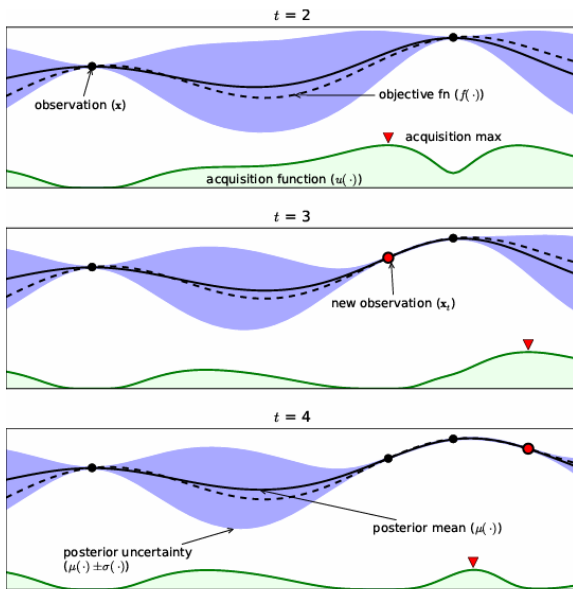 t = 2
observation (x)
objective fn (f(·))
acquisition max
acquisition function (u(·))
t = 3
new observation (xₜ)
t = 4
posterior mean (μ(·))
posterior uncertainty
(μ(·) ±σ(·))